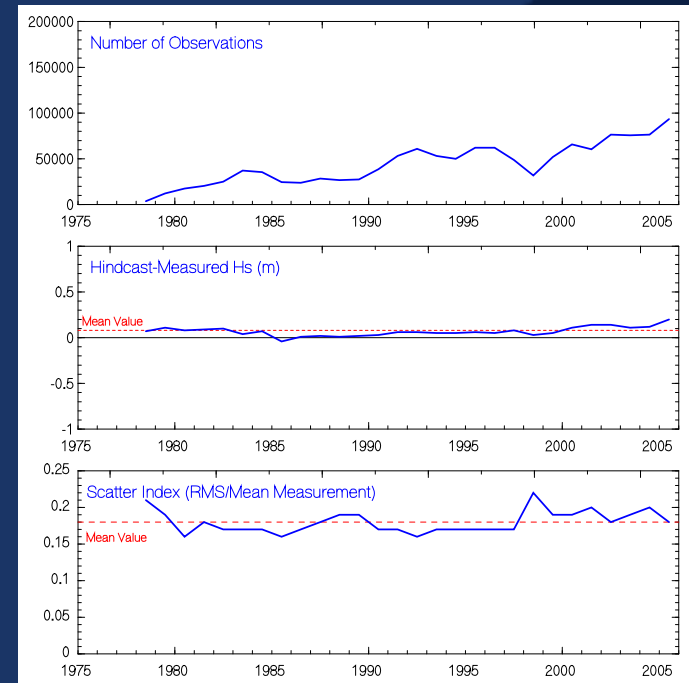 200000
Number of Observations
150000
100000
50000
0
1975 1980 1985 1990 1995 2000 2005
1
Hindcast-Measured Hs (m)
0.5
Mean Value
0
-0.5
-1
1975 1980 1985 1990 1995 2000 2005
0.25
Scatter Index (RMS/Mean Measurement)
0.2
Mean Value
0.15
0.1
0.05
0
1975 1980 1985 1990 1995 2000 2005